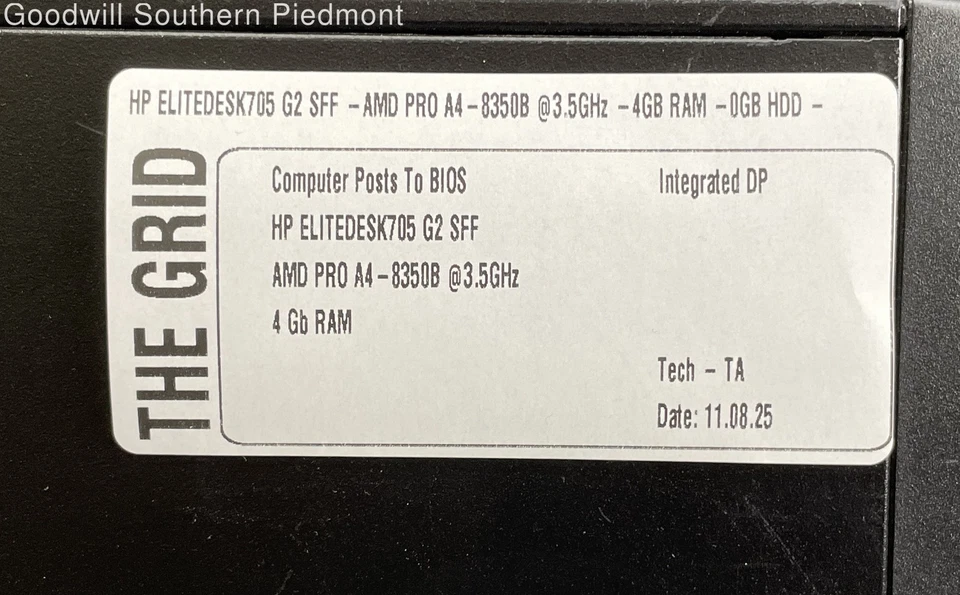 Goodwill Southern Piedmont
HP ELITEDESK705 G2 SFF -AMD PRO A4-8350B @3.5GHz -4GB RAM -0GB HDD -
THE GRID
Computer Posts To BIOS
Integrated DP
HP ELITEDESK705 G2 SFF
AMD PRO A4-8350B @3.5GHz
4 Gb RAM
Tech - TA
Date: 11.08.25